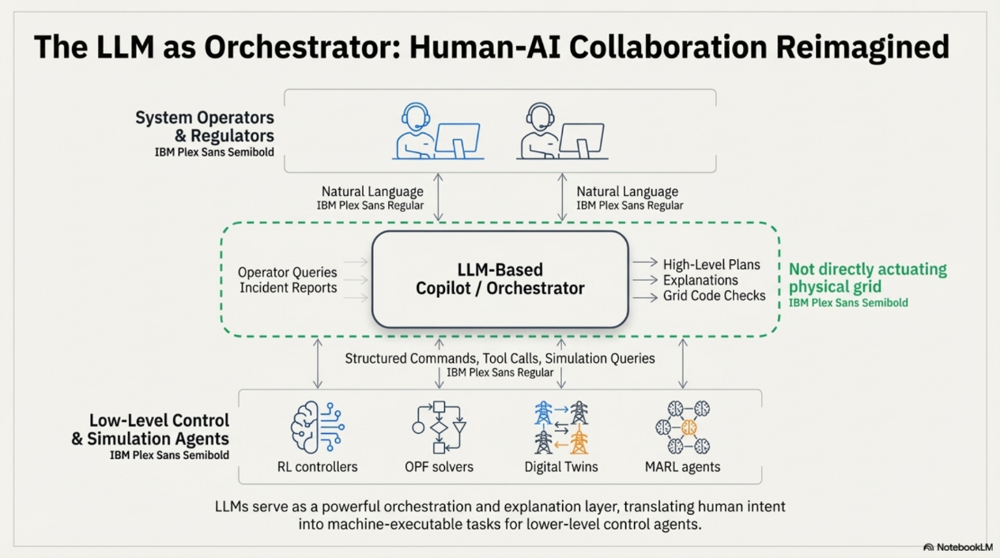 The LLM as Orchestrator: Human-AI Collaboration Reimagined
System Operators
& Regulators
IBM Plex Sans Semibold
Natural Language
IBM Plex Sans Regular
Natural Language
IBM Plex Sans Regular
Operator Queries
Incident Reports
LLM-Based
Copilot / Orchestrator
High-Level Plans
Explanations
Grid Code Checks
Not directly actuating
physical grid
IBM Plex Sans Semibold
Structured Commands, Tool Calls, Simulation Queries
IBM Plex Sans Regular
Low-Level Control
& Simulation Agents
IBM Plex Sans Semibold
RL controllers
OPF solvers
Digital Twins
MARL agents
LLMs serve as a powerful orchestration and explanation layer, translating human intent
into machine-executable tasks for lower-level control agents.
NotebookLM